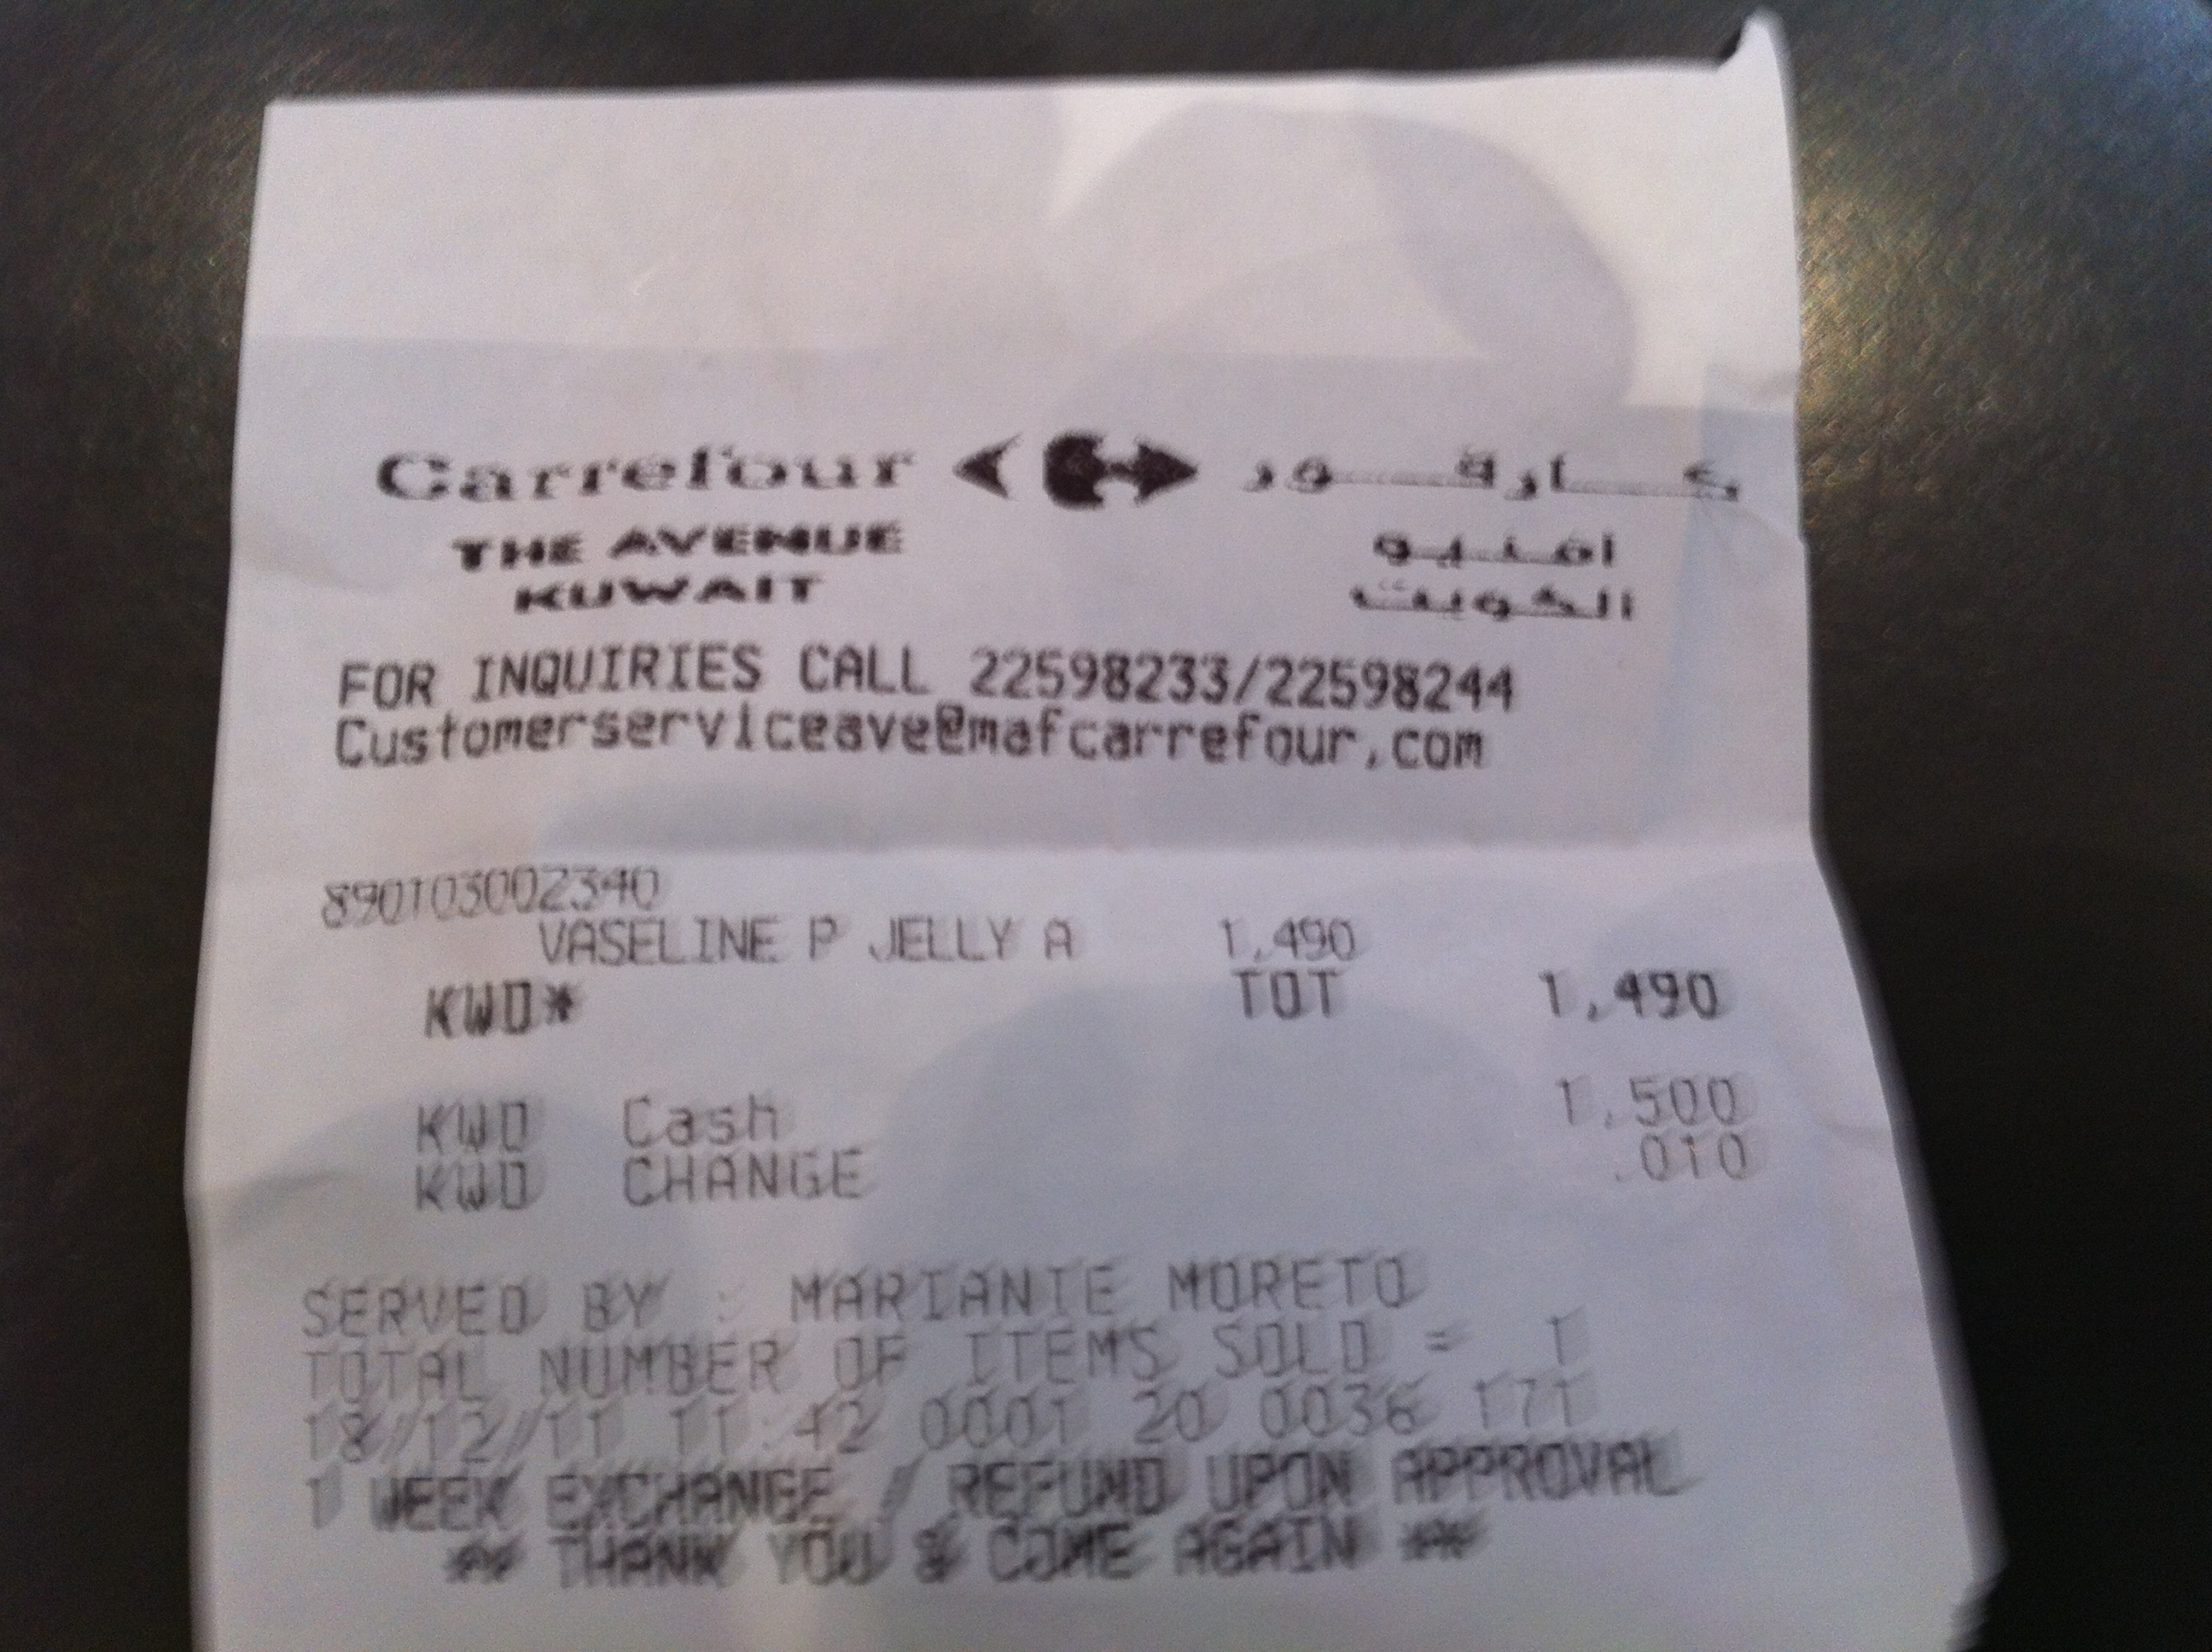 Carrefour كارفور
THE AVENUE افنيو
KUWAIT الكويت
FOR INQUIRIES CALL 22598233/22598244
Customerserviceave@mafcarrefour.com
890103002340
VASELINE P JELLY A 1.490
KWD* TOT 1.490
KWD Cash 1.500
KWD CHANGE .010
SERVED BY : MARIANIE MORETO
TOTAL NUMBER OF ITEMS SOLD = 1
18/12/11 11:42 0001 20 0036 171
1 WEEK EXCHANGE / REFUND UPON APPROVAL
** THANK YOU & COME AGAIN **